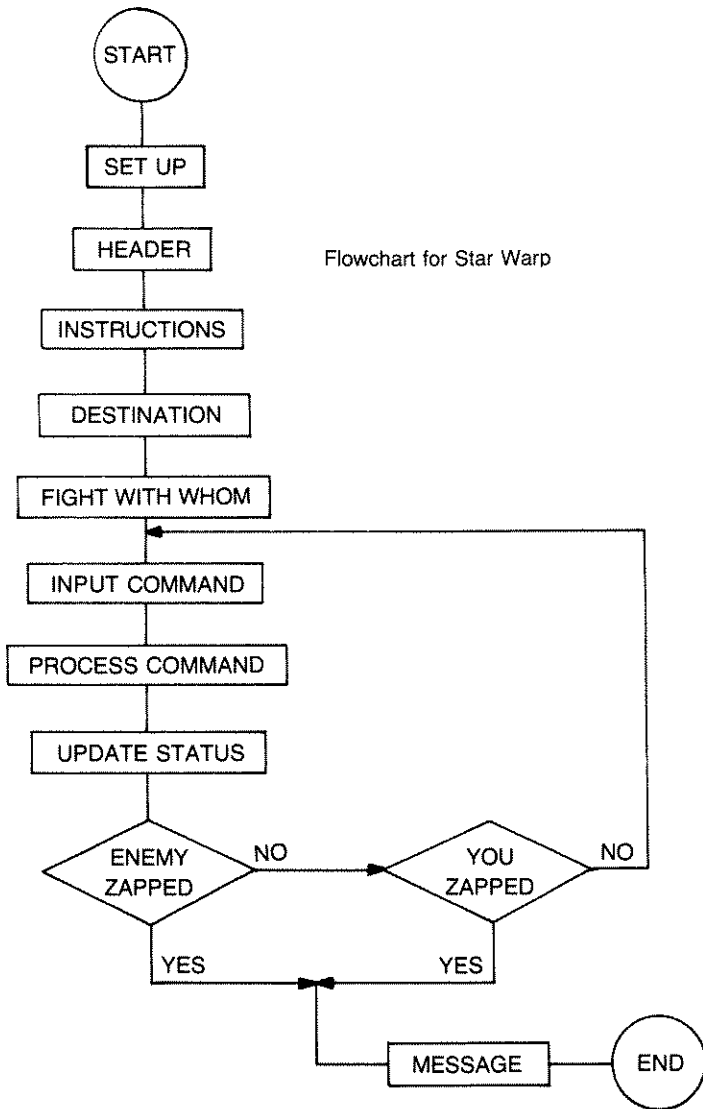 START
SET UP
HEADER
Flowchart for Star Warp
INSTRUCTIONS
DESTINATION
FIGHT WITH WHOM
INPUT COMMAND
PROCESS COMMAND
UPDATE STATUS
ENEMY
ZAPPED
NO
YOU
ZAPPED
NO
YES
YES
MESSAGE
END